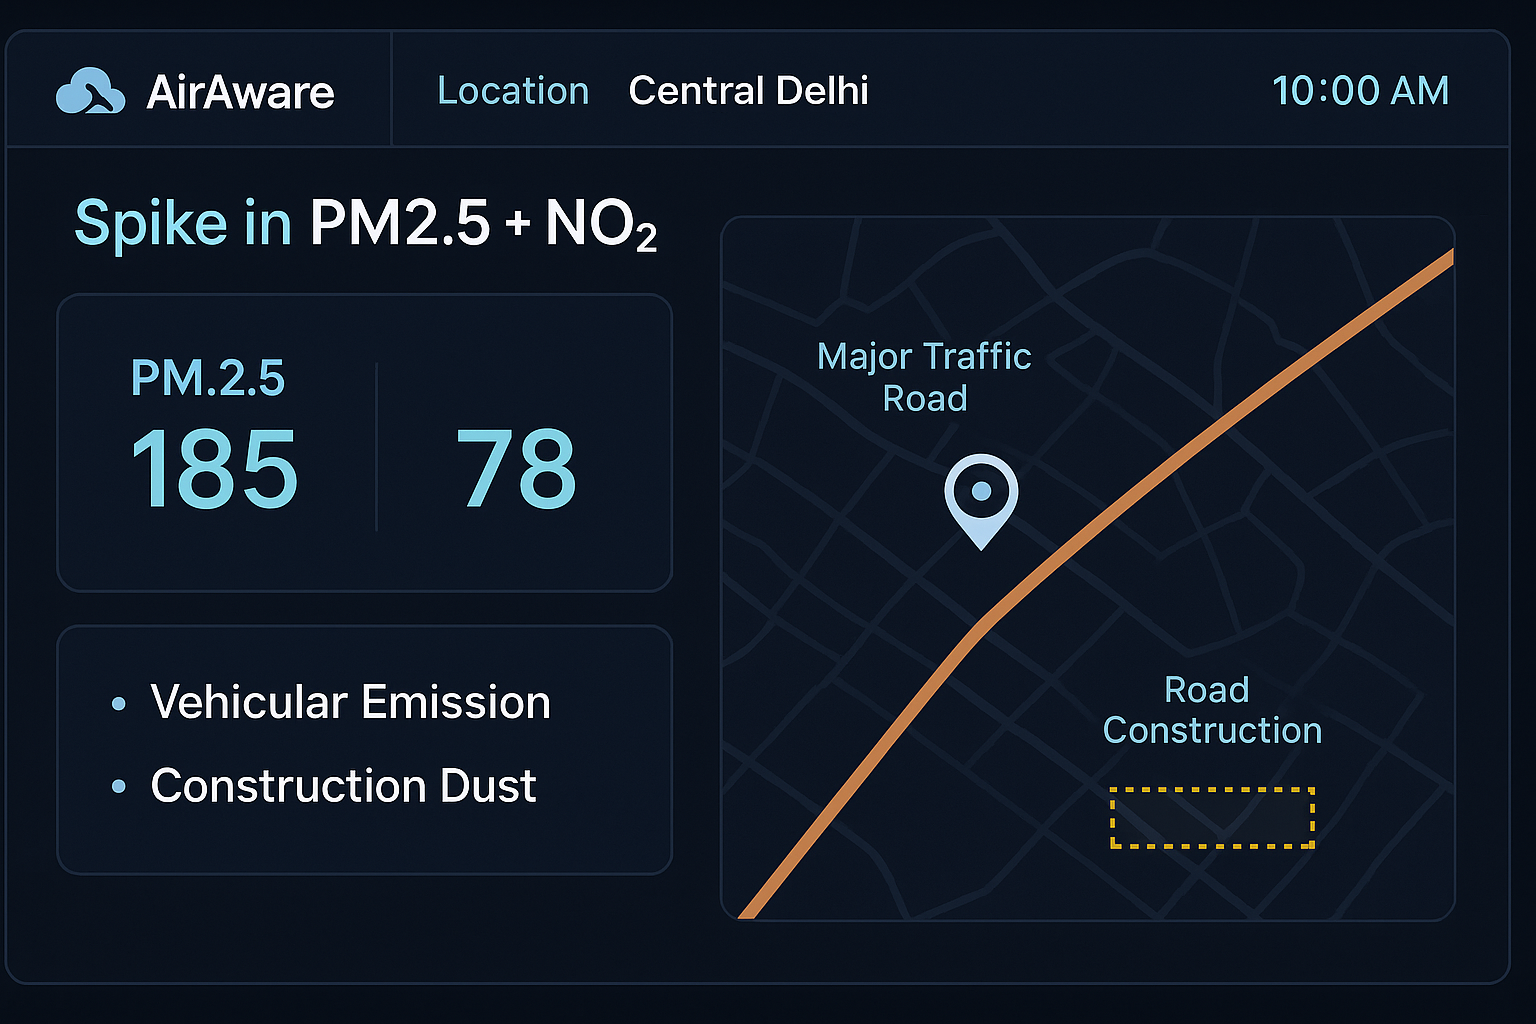 AirAware
Location Central Delhi
10:00 AM
Spike in PM2.5 + NO₂
PM.2.5
185
78
Vehicular Emission
Construction Dust
Major Traffic
Road
Road
Construction